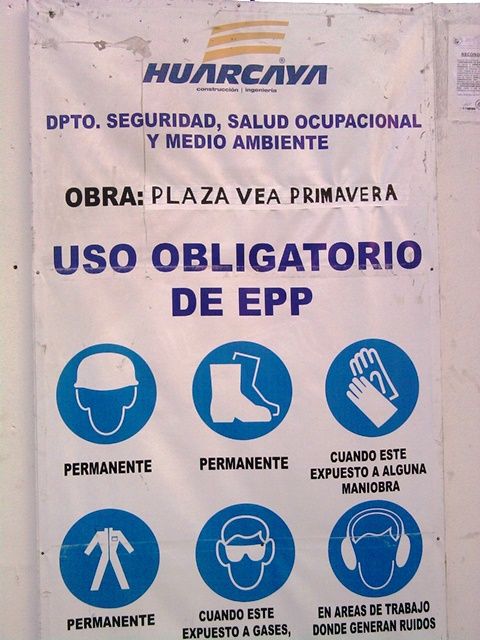 HUARCAYA®
construcción | ingeniería
DPTO. SEGURIDAD, SALUD OCUPACIONAL
Y MEDIO AMBIENTE
OBRA: PLAZA VEA PRIMAVERA
USO OBLIGATORIO
DE EPP
PERMANENTE
PERMANENTE
CUANDO ESTE
EXPUESTO A ALGUNA
MANIOBRA
PERMANENTE
CUANDO ESTE
EXPUESTO A GASES,
EN AREAS DE TRABAJO
DONDE GENERAN RUIDOS